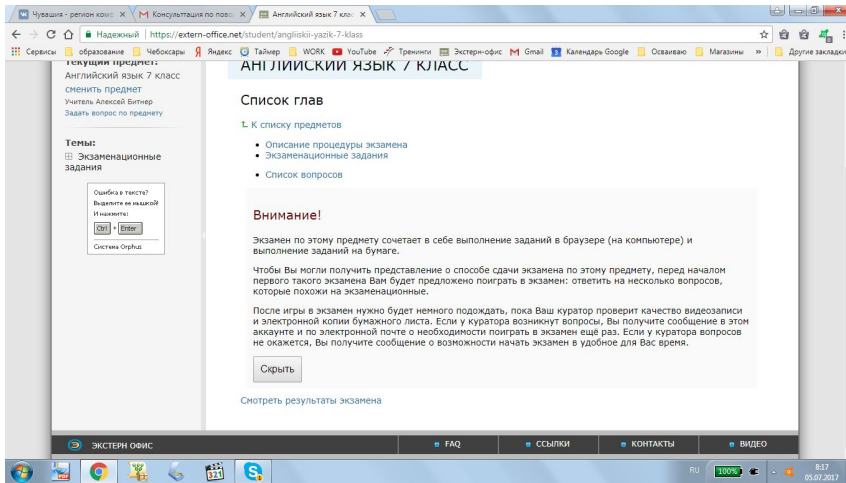 Чувашия - регион комф
Консультация по пово
Английский язык 7 клас
Надежный
https://extern-office.net/student/angliiskii-yazik-7-klass
Сервисы
образование
Чебоксары
Яндекс
Таймер
WORK
YouTube
Тренинги
Экстерн-офис
Gmail
Календарь Google
Осваиваю
Магазины
»
Другие закладки
Текущий предмет:
Английский язык 7 класс
сменить предмет
Учитель Алексей Битнер
Задать вопрос по предмету
Темы:
Экзаменационные
задания
Ошибка в тексте?
Выделите ее мышкой!
И нажмите:
Ctrl + Enter
Система Orphus
АНГЛИЙСКИЙ ЯЗЫК 7 КЛАСС
Список глав
К списку предметов
• Описание процедуры экзамена
• Экзаменационные задания
• Список вопросов
Внимание!
Экзамен по этому предмету сочетает в себе выполнение заданий в браузере (на компьютере) и
выполнение заданий на бумаге.
Чтобы Вы могли получить представление о способе сдачи экзамена по этому предмету, перед началом
первого такого экзамена Вам будет предложено поиграть в экзамен: ответить на несколько вопросов,
которые похожи на экзаменационные.
После игры в экзамен нужно будет немного подождать, пока Ваш куратор проверит качество видеозаписи
и электронной копии бумажного листа. Если у куратора возникнут вопросы, Вы получите сообщение в этом
аккаунте и по электронной почте о необходимости поиграть в экзамен ещё раз. Если у куратора вопросов
не окажется, Вы получите сообщение о возможности начать экзамен в удобное для Вас время.
Скрыть
Смотреть результаты экзамена
ЭКСТЕРН ОФИС
FAQ
ССЫЛКИ
КОНТАКТЫ
ВИДЕО
321
RU
100%
8:17
05.07.2017